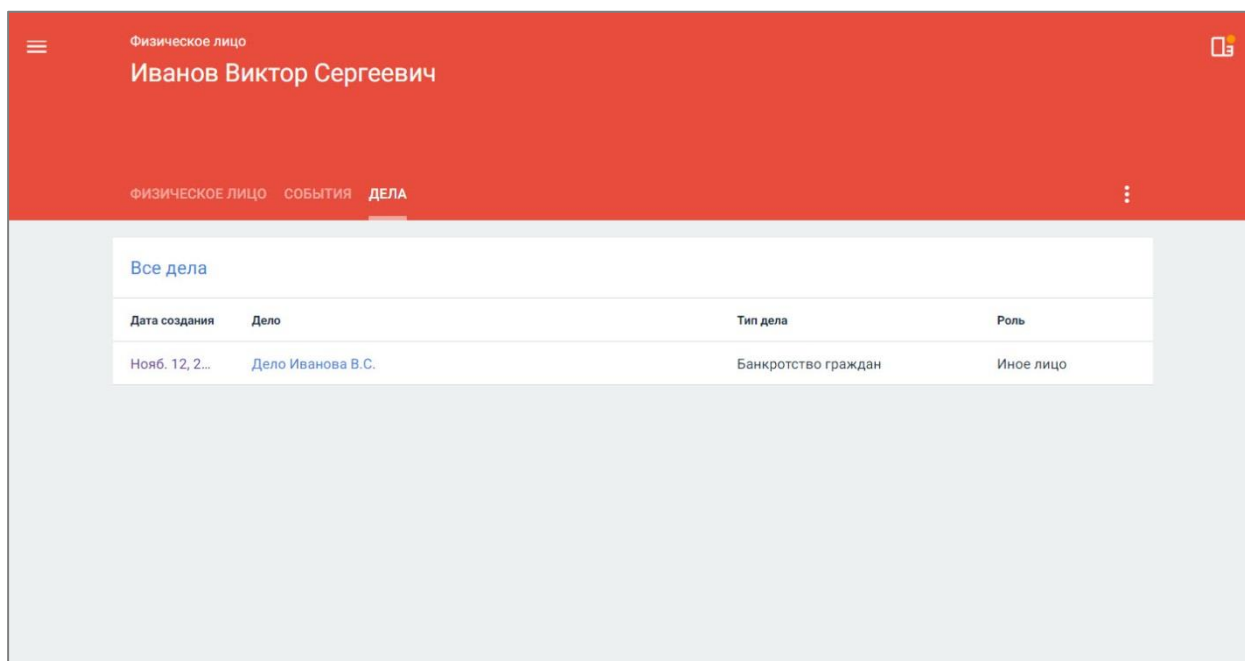 Физическое лицо
Иванов Виктор Сергеевич
ФИЗИЧЕСКОЕ ЛИЦО СОБЫТИЯ ДЕЛА
Все дела
Дата создания Дело Тип дела Роль
Нояб. 12, 2... Дело Иванова В.С. Банкротство граждан Иное лицо